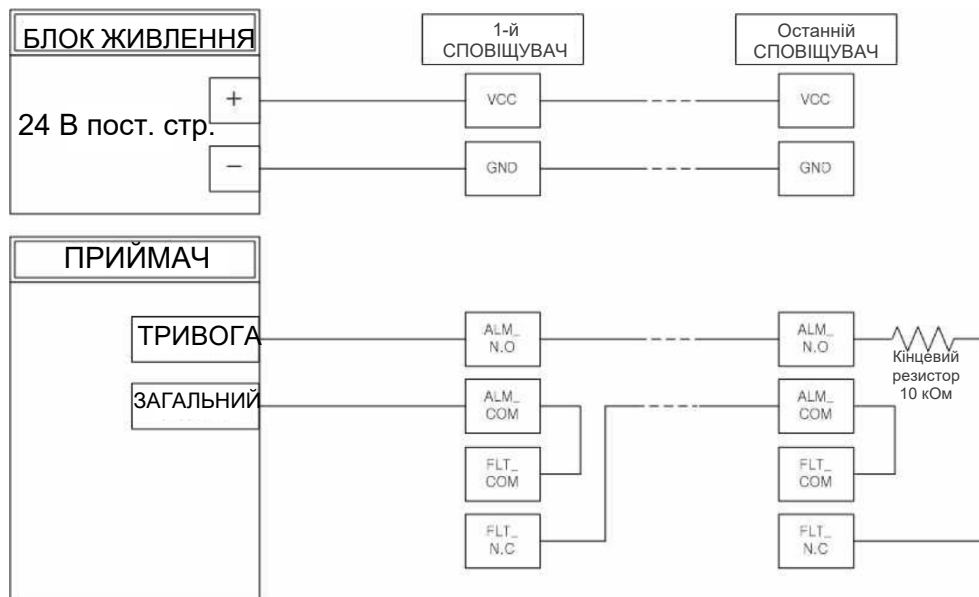 БЛОК ЖИВЛЕННЯ
1-й
СПОВІЩУВАЧ
Останній
СПОВІЩУВАЧ
+
VCC
VCC
24 В пост. стр.
−
GND
GND
ПРИЙМАЧ
ТРИВОГА
ALM_
N.O
ALM_
N.O
Кінцевий
резистор
10 кОм
ЗАГАЛЬНИЙ
ALM_
COM
ALM_
COM
FLT_
COM
FLT_
COM
FLT_
N.C
FLT_
N.C